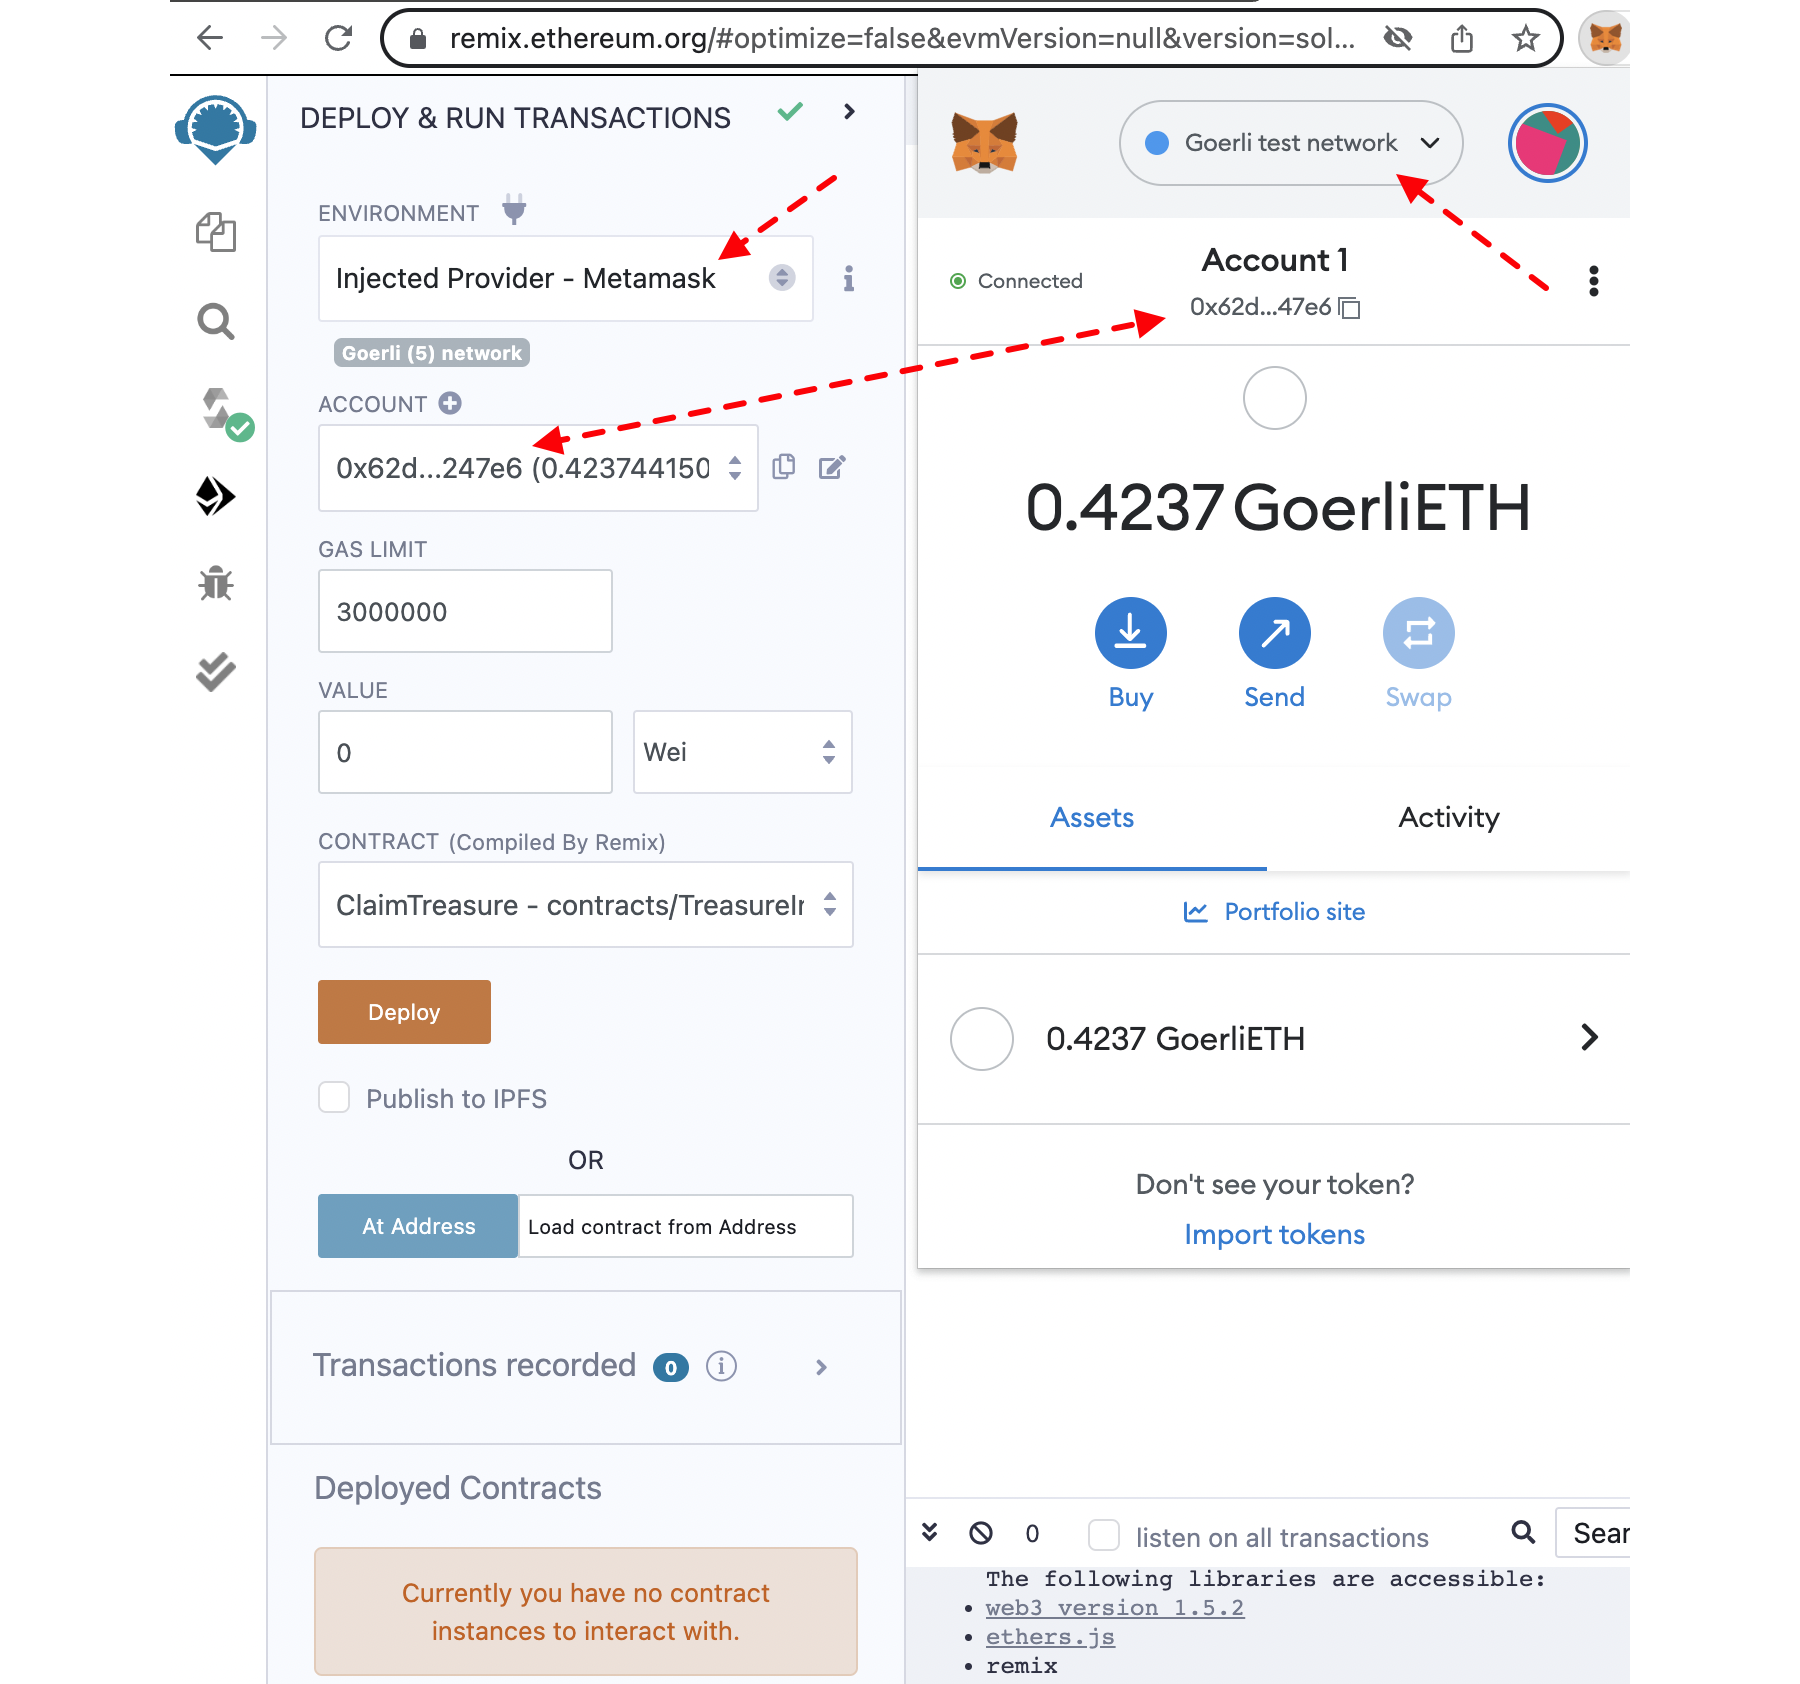 remix.ethereum.org/#optimize=false&evmVersion=null&version=sol...
DEPLOY & RUN TRANSACTIONS
ENVIRONMENT
Injected Provider - Metamask
Goerli (5) network
ACCOUNT
0x62d...247e6 (0.423744150
GAS LIMIT
3000000
VALUE
0
Wei
CONTRACT (Compiled By Remix)
ClaimTreasure - contracts/TreasureIr
Deploy
Publish to IPFS
OR
At Address
Load contract from Address
Transactions recorded 0
Deployed Contracts
Currently you have no contract
instances to interact with.
Goerli test network
Connected
Account 1
0x62d...47e6
0.4237 GoerliETH
Buy
Send
Swap
Assets
Activity
Portfolio site
0.4237 GoerliETH
Don't see your token?
Import tokens
0
listen on all transactions
Sear
The following libraries are accessible:
• web3 version 1.5.2
• ethers.js
• remix